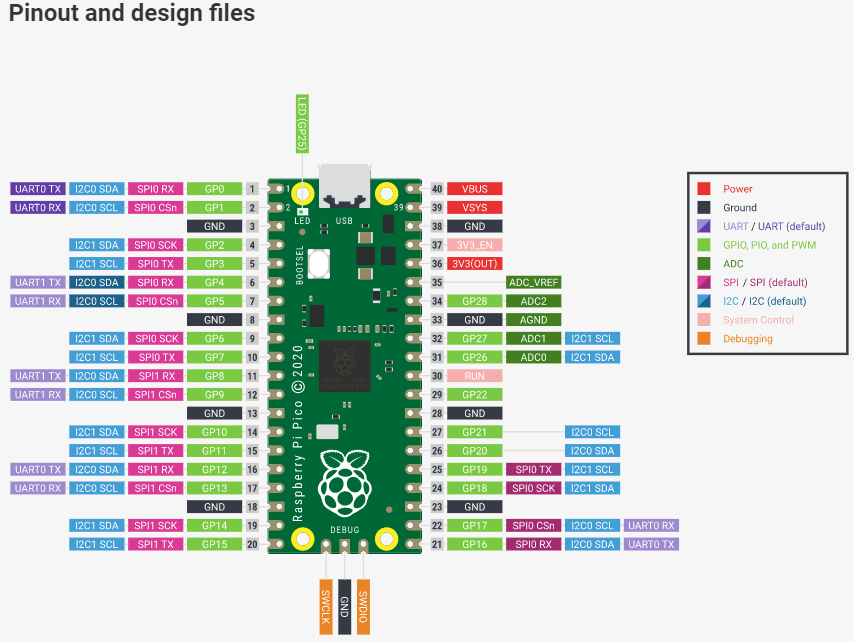 Pinout and design files
LED (GP25)
UART0 TX I2C0 SDA SPI0 RX GP0 1
UART0 RX I2C0 SCL SPI0 CSn GP1 2
GND 3
I2C1 SDA SPI0 SCK GP2 4
I2C1 SCL SPI0 TX GP3 5
UART1 TX I2C0 SDA SPI0 RX GP4 6
UART1 RX I2C0 SCL SPI0 CSn GP5 7
GND 8
I2C1 SDA SPI0 SCK GP6 9
I2C1 SCL SPI0 TX GP7 10
UART1 TX I2C0 SDA SPI1 RX GP8 11
UART1 RX I2C0 SCL SPI1 CSn GP9 12
GND 13
I2C1 SDA SPI1 SCK GP10 14
I2C1 SCL SPI1 TX GP11 15
UART0 TX I2C0 SDA SPI1 RX GP12 16
UART0 RX I2C0 SCL SPI1 CSn GP13 17
GND 18
I2C1 SDA SPI1 SCK GP14 19
I2C1 SCL SPI1 TX GP15 20
1
2
39
LED
USB
BOOTSEL
Raspberry Pi Pico © 2020
DEBUG
SWCLK
GND
SWDIO
40 VBUS
39 VSYS
38 GND
37 3V3_EN
36 3V3(OUT)
35 ADC_VREF
34 GP28 ADC2
33 GND AGND
32 GP27 ADC1 I2C1 SCL
31 GP26 ADC0 I2C1 SDA
30 RUN
29 GP22
28 GND
27 GP21 I2C0 SCL
26 GP20 I2C0 SDA
25 GP19 SPI0 TX I2C1 SCL
24 GP18 SPI0 SCK I2C1 SDA
23 GND
22 GP17 SPI0 CSn I2C0 SCL UART0 RX
21 GP16 SPI0 RX I2C0 SDA UART0 TX
Power
Ground
UART / UART (default)
GPIO, PIO, and PWM
ADC
SPI / SPI (default)
I2C / I2C (default)
System Control
Debugging